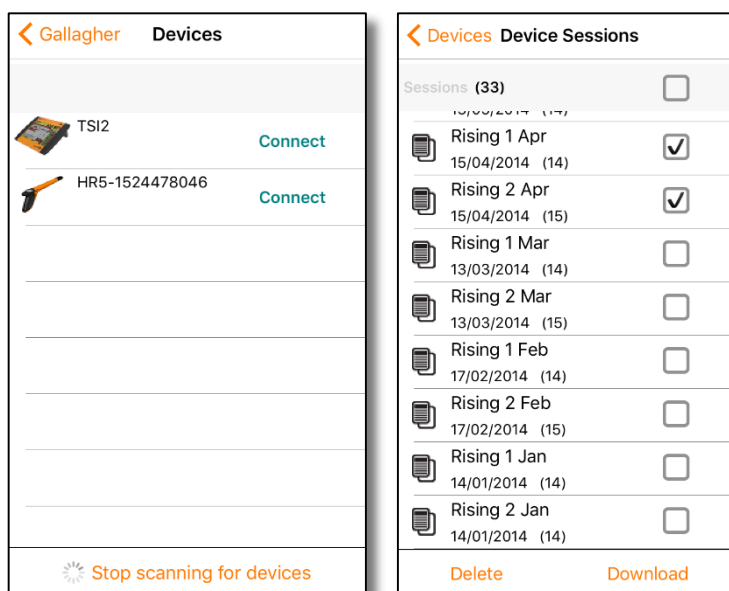 Gallagher Devices
TSI2
Connect
HR5-1524478046
Connect
Stop scanning for devices
Devices Device Sessions
Sessions (33)
Rising 1 Apr
15/04/2014 (14)
Rising 2 Apr
15/04/2014 (15)
Rising 1 Mar
13/03/2014 (14)
Rising 2 Mar
13/03/2014 (15)
Rising 1 Feb
17/02/2014 (14)
Rising 2 Feb
17/02/2014 (15)
Rising 1 Jan
14/01/2014 (14)
Rising 2 Jan
14/01/2014 (14)
Delete Download